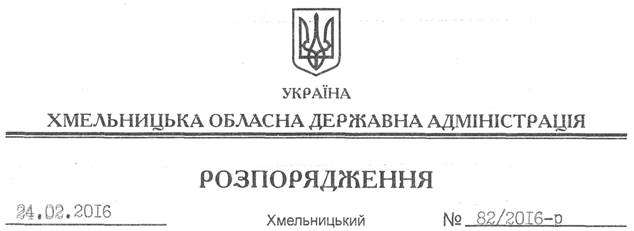 УКРАЇНА
ХМЕЛЬНИЦЬКА ОБЛАСНА ДЕРЖАВНА АДМІНІСТРАЦІЯ
РОЗПОРЯДЖЕННЯ
24.02.2016 Хмельницький № 82/2016-р